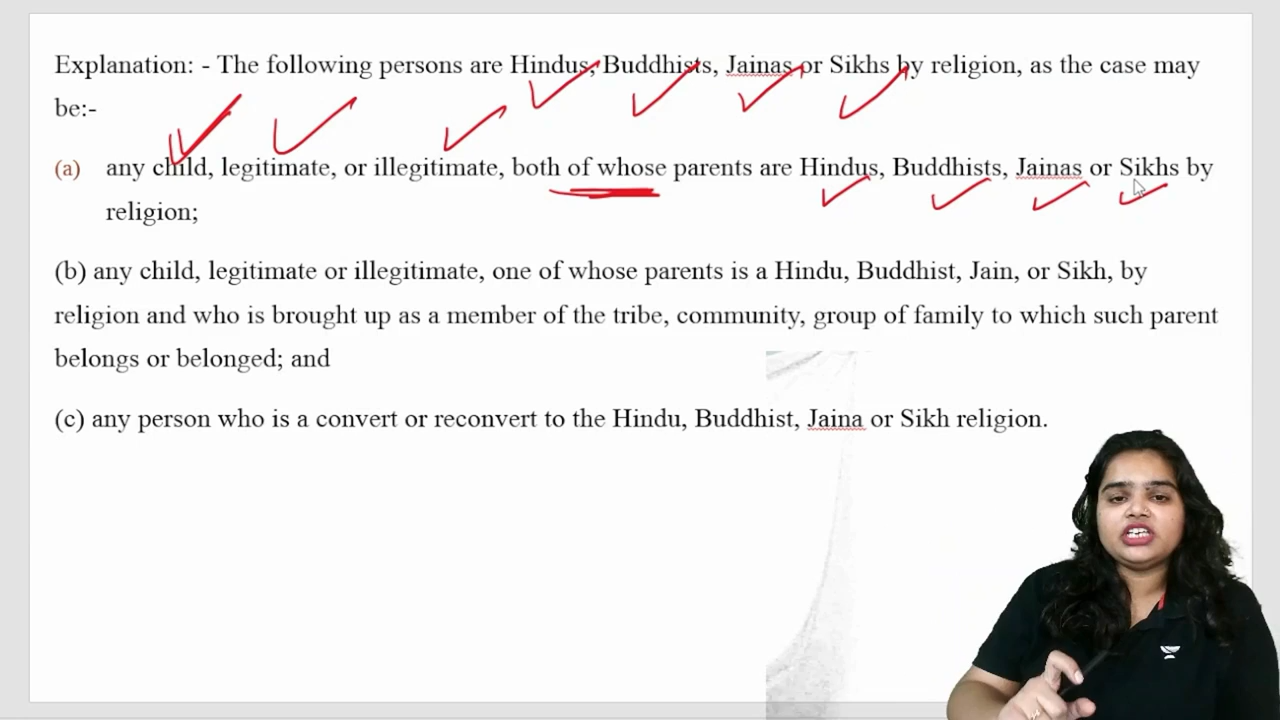 Explanation: - The following persons are Hindus, Buddhists, Jainas or Sikhs by religion, as the case may
be:-
(a) any child, legitimate, or illegitimate, both of whose parents are Hindus, Buddhists, Jainas or Sikhs by
religion;
(b) any child, legitimate or illegitimate, one of whose parents is a Hindu, Buddhist, Jain, or Sikh, by
religion and who is brought up as a member of the tribe, community, group of family to which such parent
belongs or belonged; and
(c) any person who is a convert or reconvert to the Hindu, Buddhist, Jaina or Sikh religion.